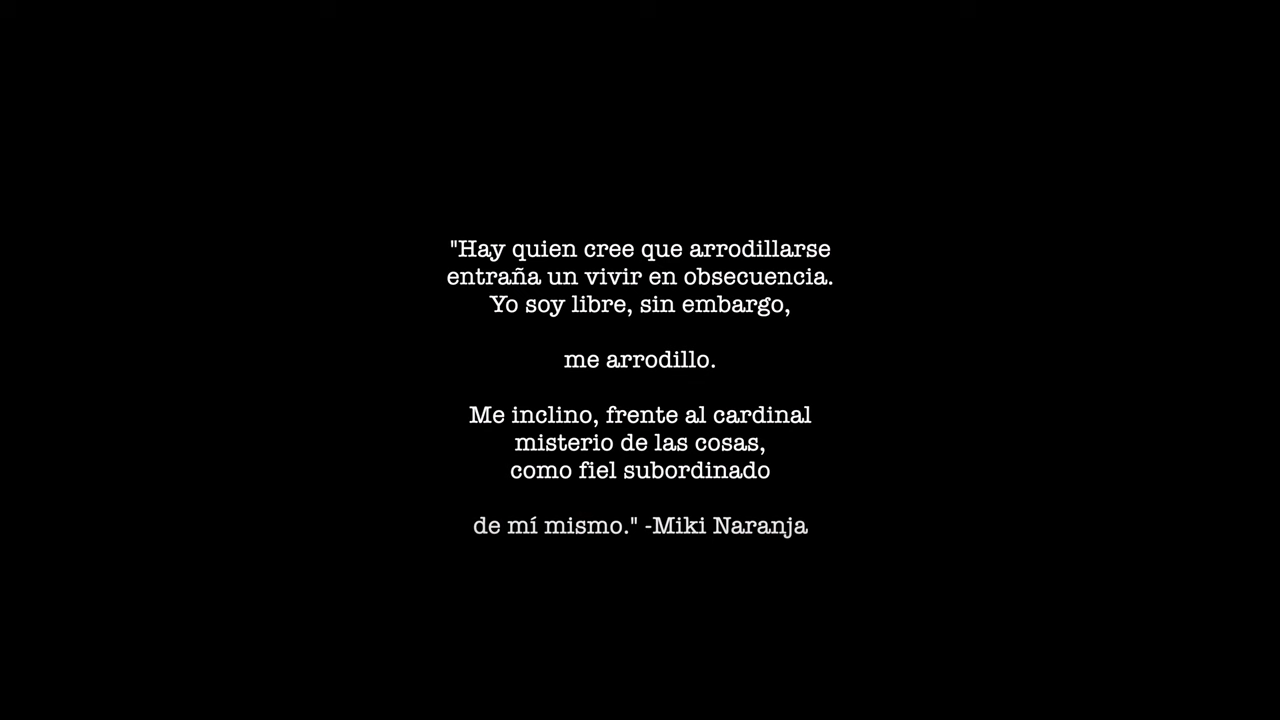 "Hay quien cree que arrodillarse
entraña un vivir en obsecuencia.
Yo soy libre, sin embargo,
me arrodillo.
Me inclino, frente al cardinal
misterio de las cosas,
como fiel subordinado
de mí mismo." -Miki Naranja